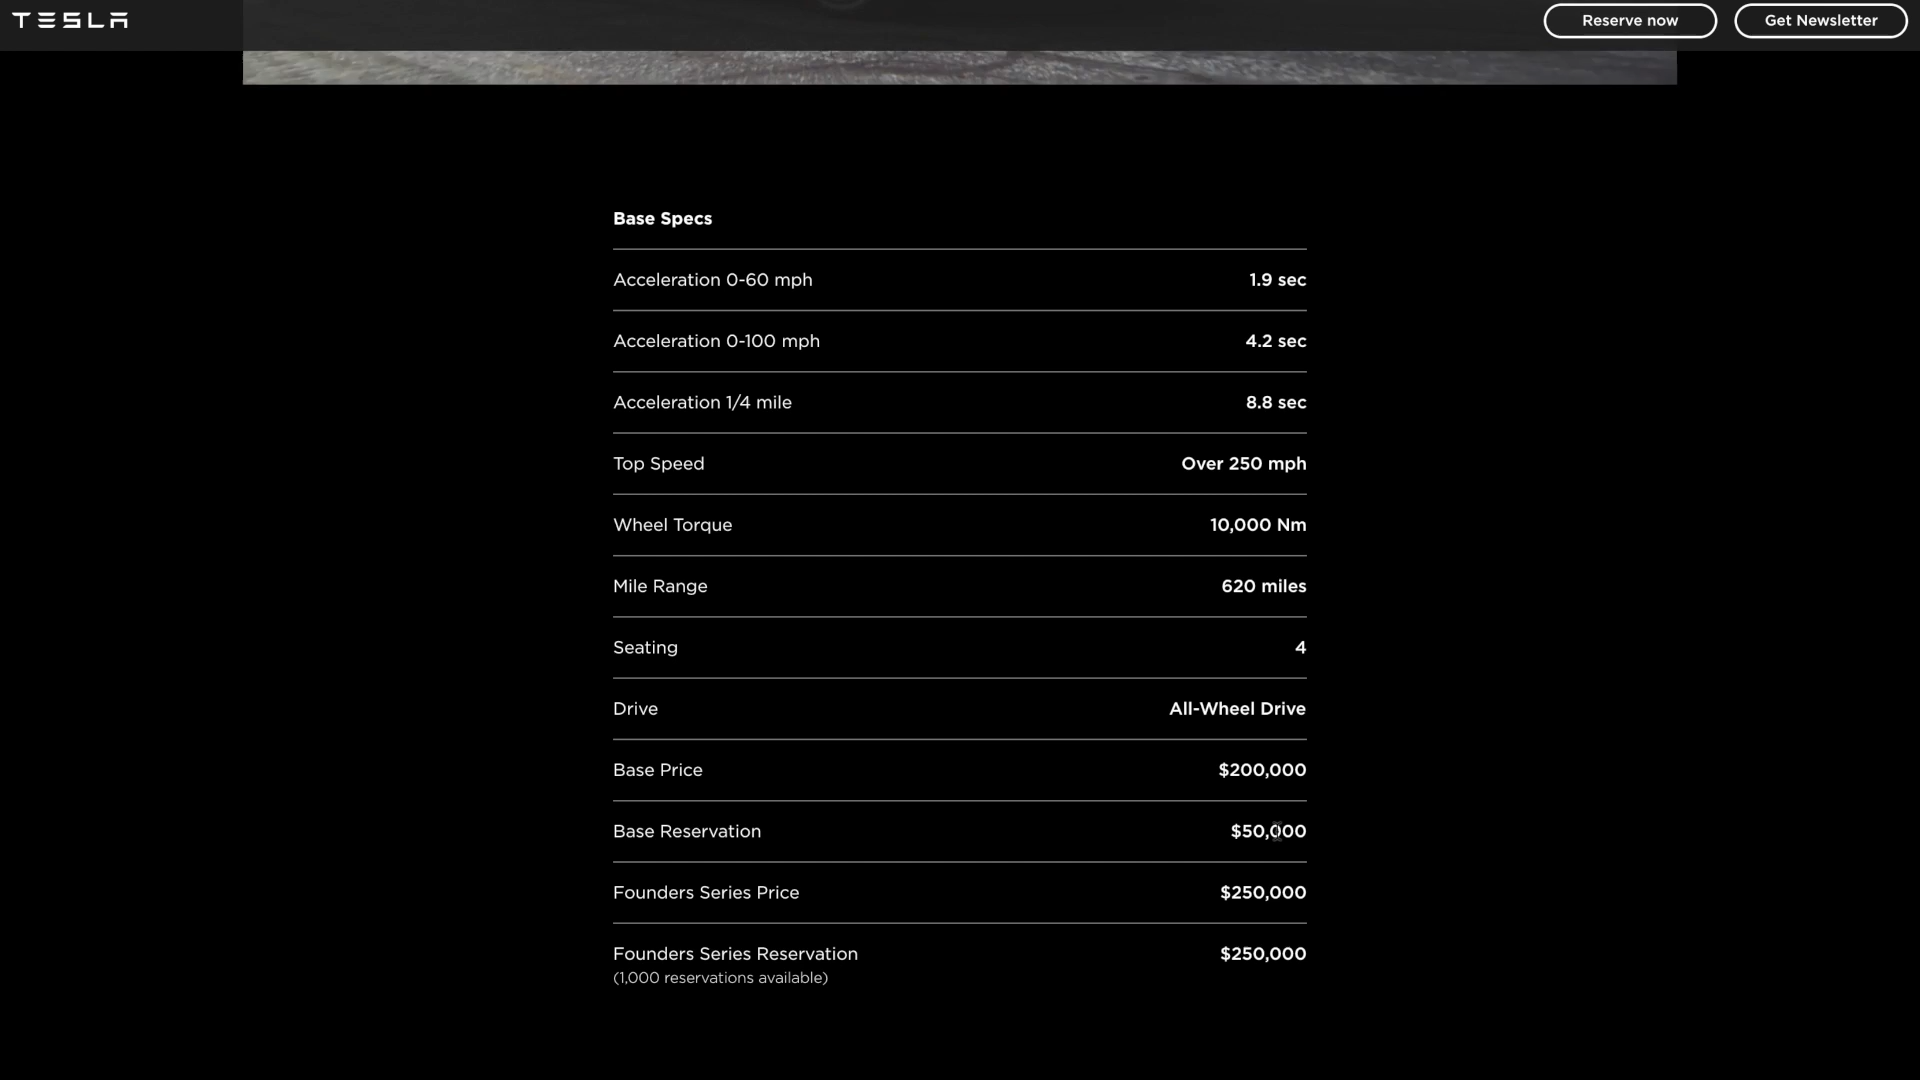 TESLA
Reserve now
Get Newsletter
Base Specs
Acceleration 0-60 mph 1.9 sec
Acceleration 0-100 mph 4.2 sec
Acceleration 1/4 mile 8.8 sec
Top Speed Over 250 mph
Wheel Torque 10,000 Nm
Mile Range 620 miles
Seating 4
Drive All-Wheel Drive
Base Price $200,000
Base Reservation $50,000
Founders Series Price $250,000
Founders Series Reservation $250,000
(1,000 reservations available)